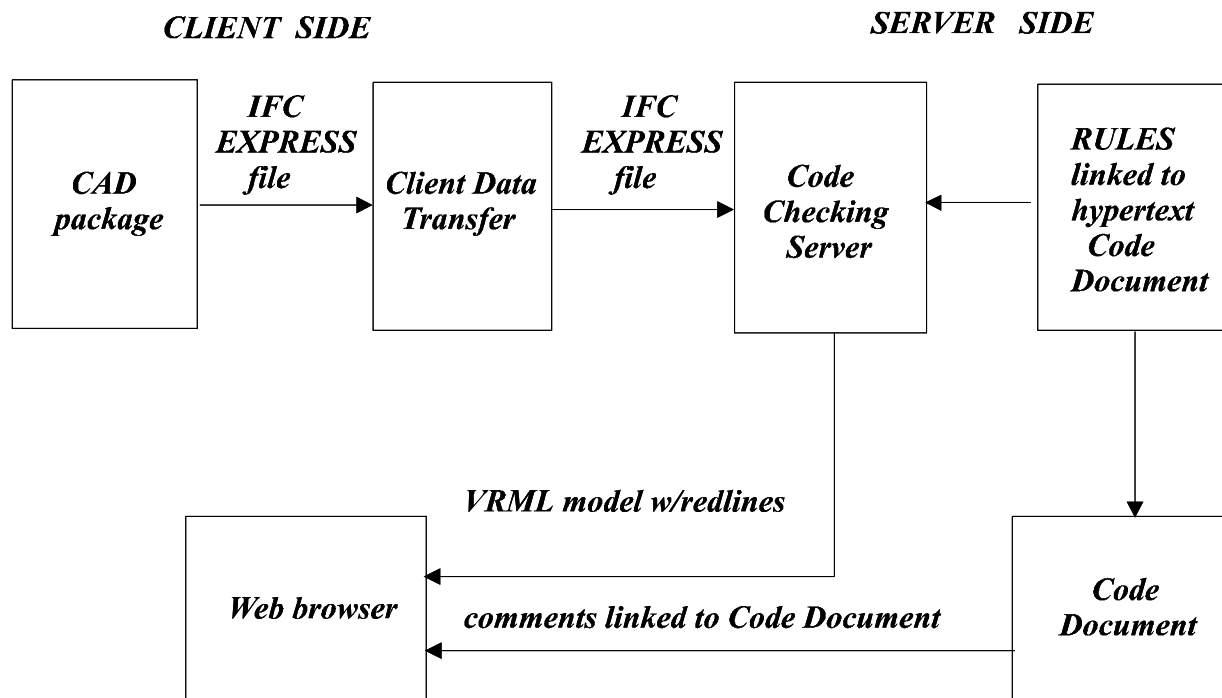 CLIENT SIDE
SERVER SIDE
CAD
package
IFC
EXPRESS
file
Client Data
Transfer
IFC
EXPRESS
file
Code
Checking
Server
RULES
linked to
hypertext
Code
Document
VRML model w/redlines
Web browser
comments linked to Code Document
Code
Document